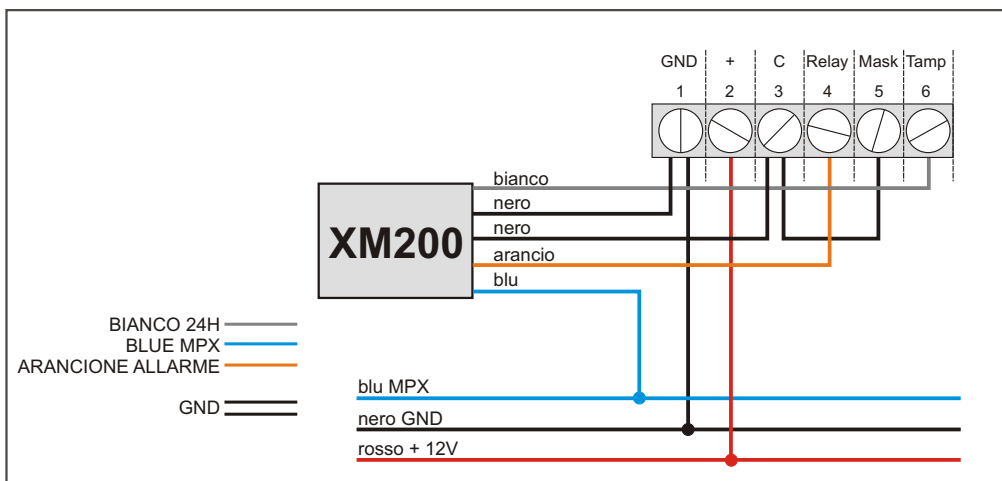 GND + C Relay Mask Tamp
1 2 3 4 5 6
bianco
nero
nero
XM200
arancio
blu
BIANCO 24H
BLUE MPX
ARANCIONE ALLARME
GND
blu MPX
nero GND
rosso + 12V